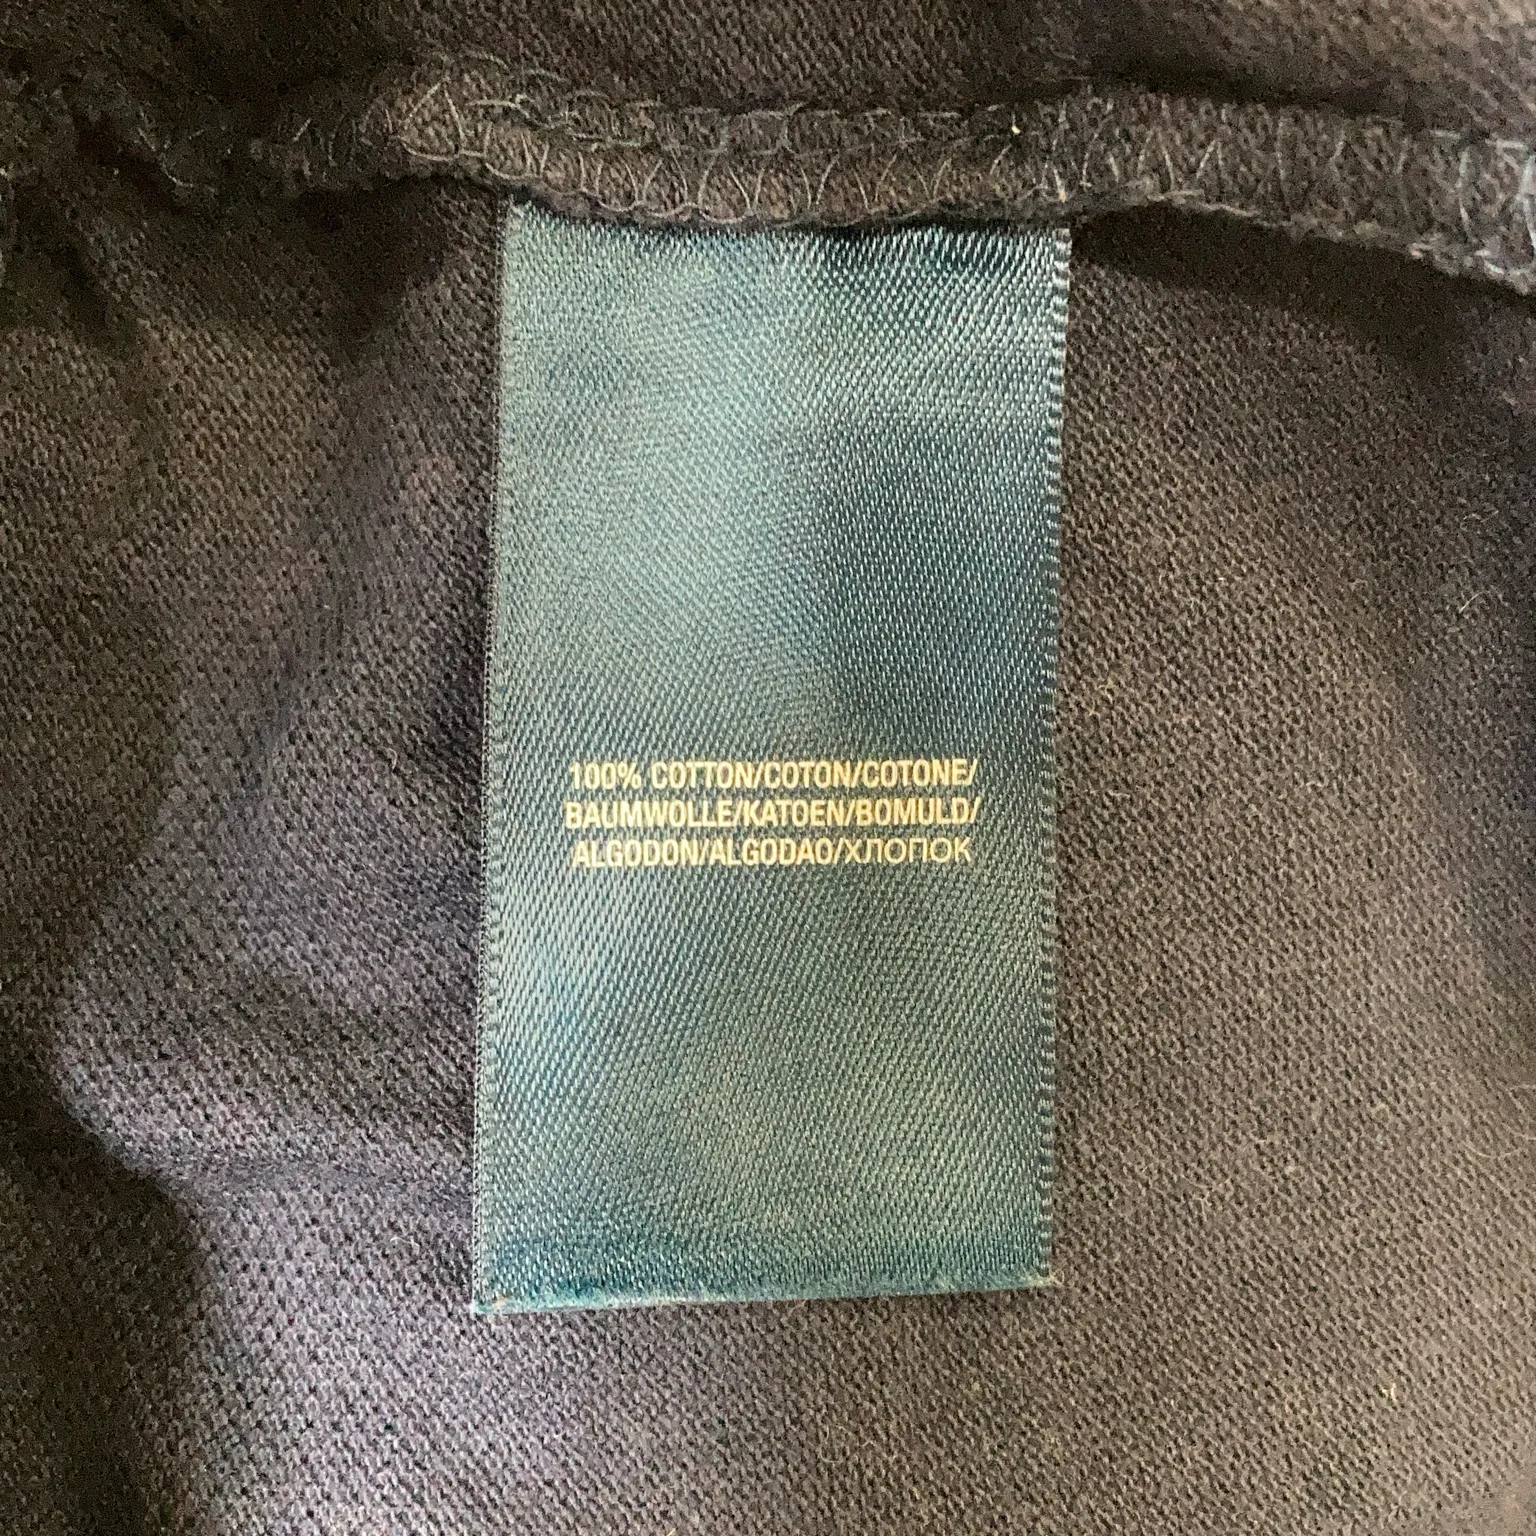 100% COTTON/COTON/COTONE/
BAUMWOLLE/KATOEN/BOMULD/
ALGODON/ALGODAO/ХЛОПОК